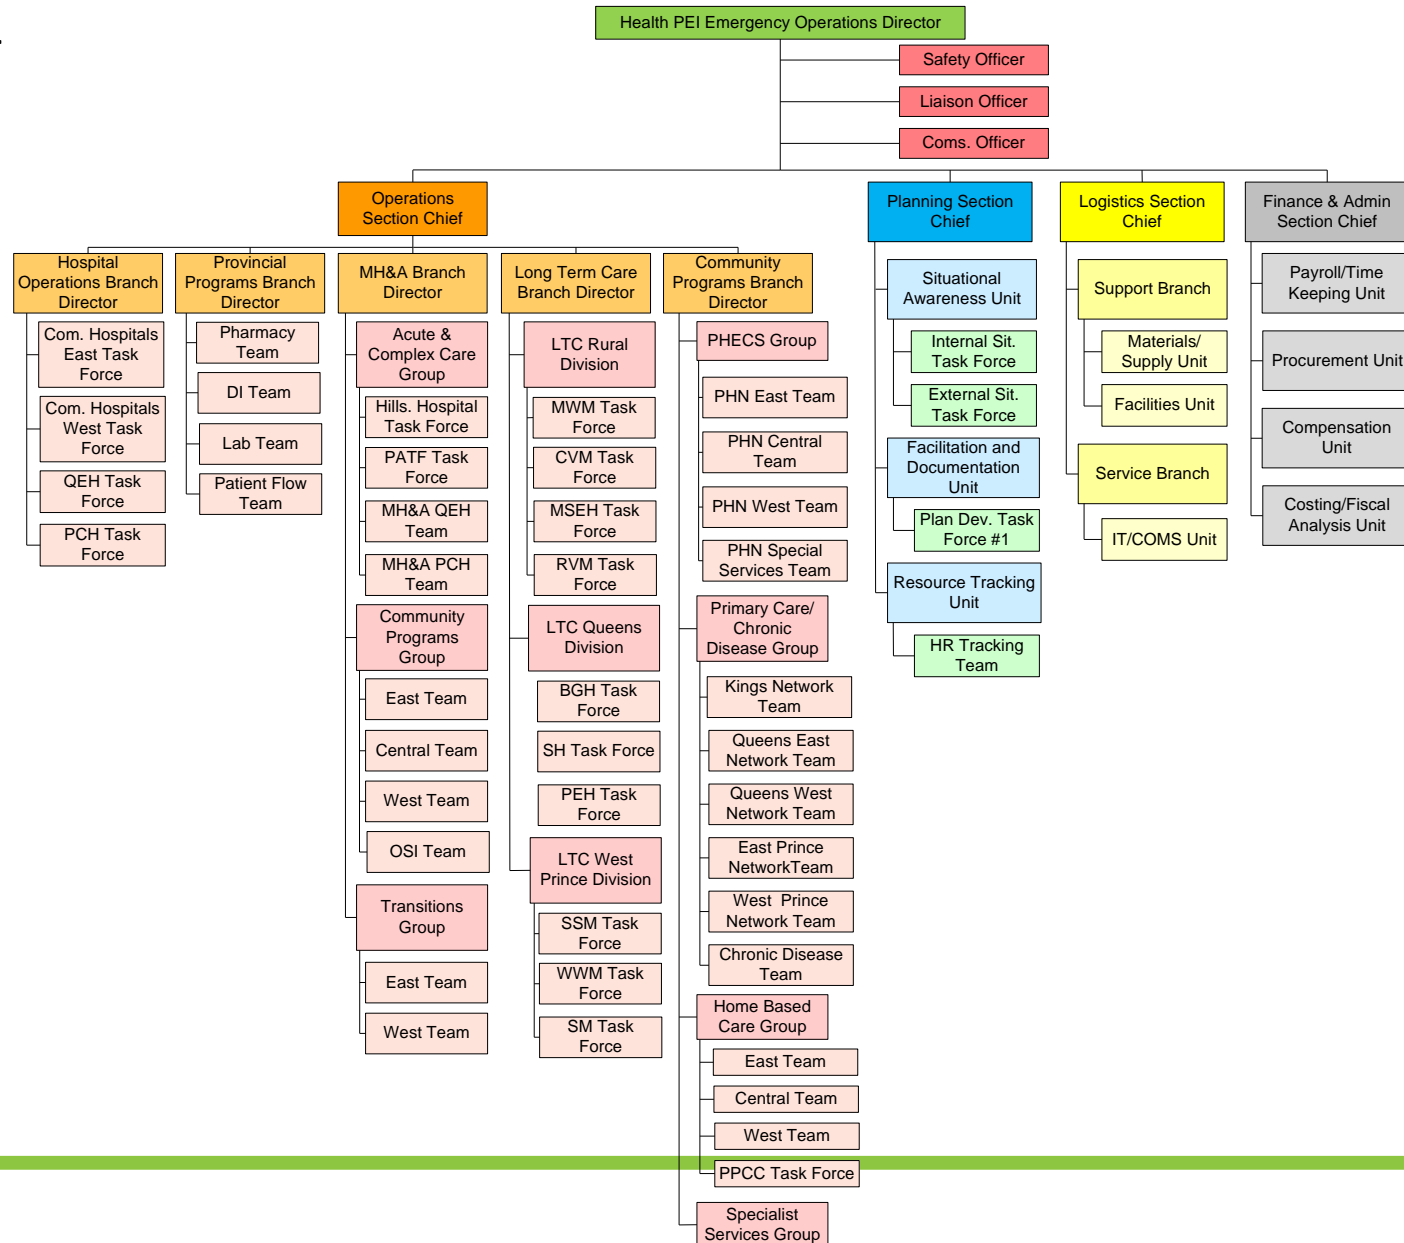 Health PEI Emergency Operations Director
Safety Officer
Liaison Officer
Coms. Officer
Operations
Section Chief
Planning Section
Chief
Logistics Section
Chief
Finance & Admin
Section Chief
Hospital
Operations Branch
Director
Com. Hospitals
East Task
Force
Com. Hospitals
West Task
Force
QEH Task
Force
PCH Task
Force
Provincial
Programs Branch
Director
Pharmacy
Team
DI Team
Lab Team
Patient Flow
Team
MH&A Branch
Director
Acute &
Complex Care
Group
Hills. Hospital
Task Force
PATF Task
Force
MH&A QEH
Team
MH&A PCH
Team
Community
Programs
Group
East Team
Central Team
West Team
OSI Team
Transitions
Group
East Team
West Team
Long Term Care
Branch Director
LTC Rural
Division
MWM Task
Force
CVM Task
Force
MSEH Task
Force
RVM Task
Force
LTC Queens
Division
BGH Task
Force
SH Task Force
PEH Task
Force
LTC West
Prince Division
SSM Task
Force
WWM Task
Force
SM Task
Force
Community
Programs Branch
Director
PHECS Group
PHN East Team
PHN Central
Team
PHN West Team
PHN Special
Services Team
Primary Care/
Chronic
Disease Group
Kings Network
Team
Queens East
Network Team
Queens West
Network Team
East Prince
NetworkTeam
West Prince
Network Team
Chronic Disease
Team
Home Based
Care Group
East Team
Central Team
West Team
PPCC Task Force
Specialist
Services Group
Situational
Awareness Unit
Internal Sit.
Task Force
External Sit.
Task Force
Facilitation and
Documentation
Unit
Plan Dev. Task
Force #1
Resource Tracking
Unit
HR Tracking
Team
Support Branch
Materials/
Supply Unit
Facilities Unit
Service Branch
IT/COMS Unit
Payroll/Time
Keeping Unit
Procurement Unit
Compensation
Unit
Costing/Fiscal
Analysis Unit